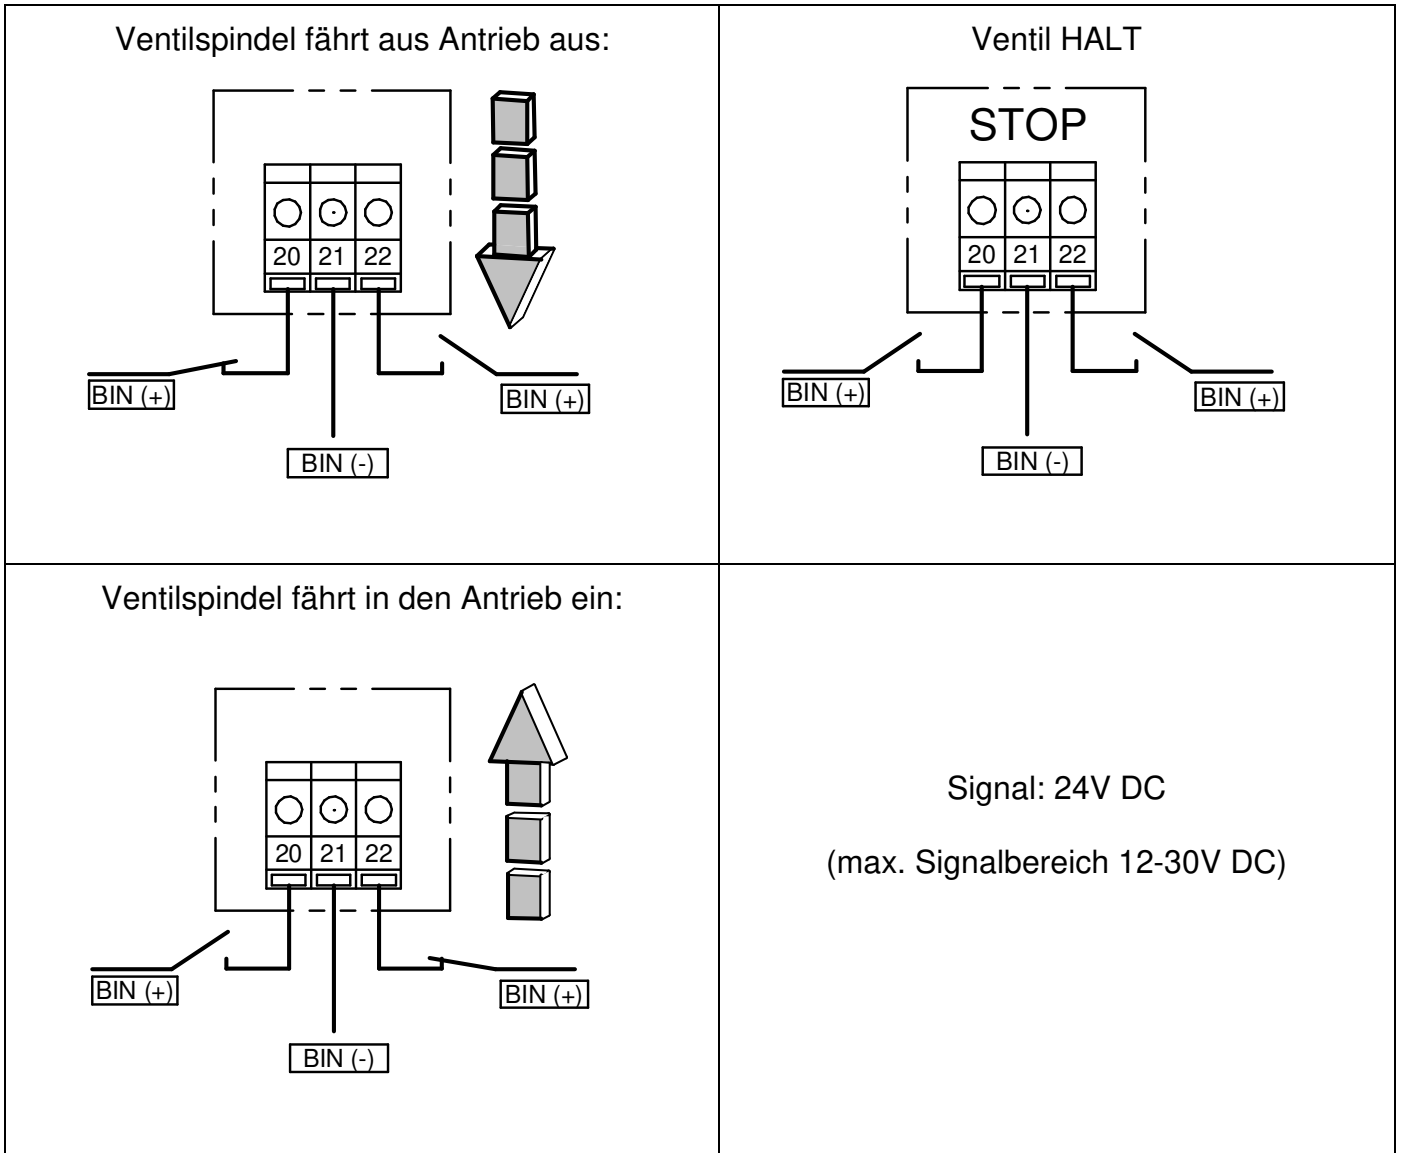 Ventilspindel fährt aus Antrieb aus:
20 21 22
BIN (+)
BIN (+)
BIN (-)
Ventil HALT
STOP
20 21 22
BIN (+)
BIN (+)
BIN (-)
Ventilspindel fährt in den Antrieb ein:
20 21 22
BIN (+)
BIN (+)
BIN (-)
Signal: 24V DC
(max. Signalbereich 12-30V DC)